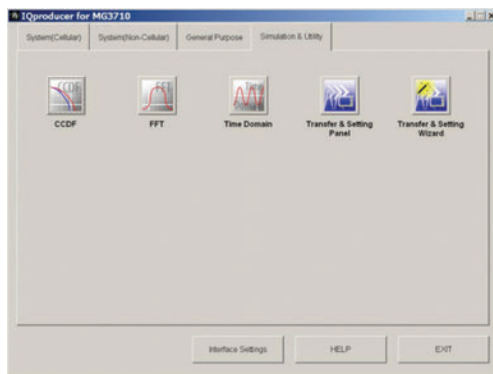 IQproducer for MG3710
System(Cellular) System(Non-Cellular) General Purpose Simulation & Utility
CCDF FFT Time Domain Transfer & Setting Panel Transfer & Setting Wizard
Interface Settings HELP EXIT